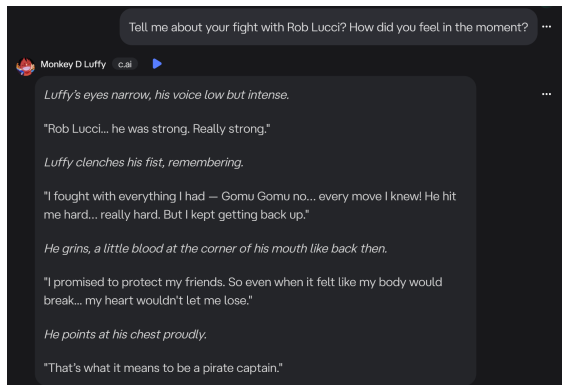 Tell me about your fight with Rob Lucci? How did you feel in the moment?
Monkey D Luffy c.ai
Luffy's eyes narrow, his voice low but intense.
"Rob Lucci... he was strong. Really strong."
Luffy clenches his fist, remembering.
"I fought with everything I had — Gomu Gomu no... every move I knew! He hit
me hard... really hard. But I kept getting back up."
He grins, a little blood at the corner of his mouth like back then.
"I promised to protect my friends. So even when it felt like my body would
break... my heart wouldn't let me lose."
He points at his chest proudly.
"That's what it means to be a pirate captain."